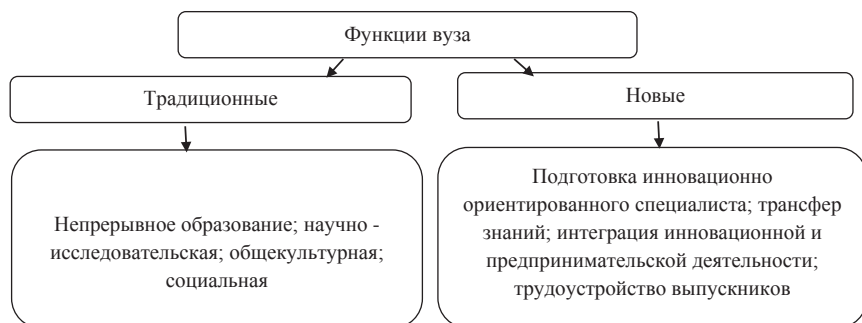 Функции вуза
Традиционные
Новые
Непрерывное образование; научно -
исследовательская; общекультурная;
социальная
Подготовка инновационно
ориентированного специалиста; трансфер
знаний; интеграция инновационной и
предпринимательской деятельности;
трудоустройство выпускников